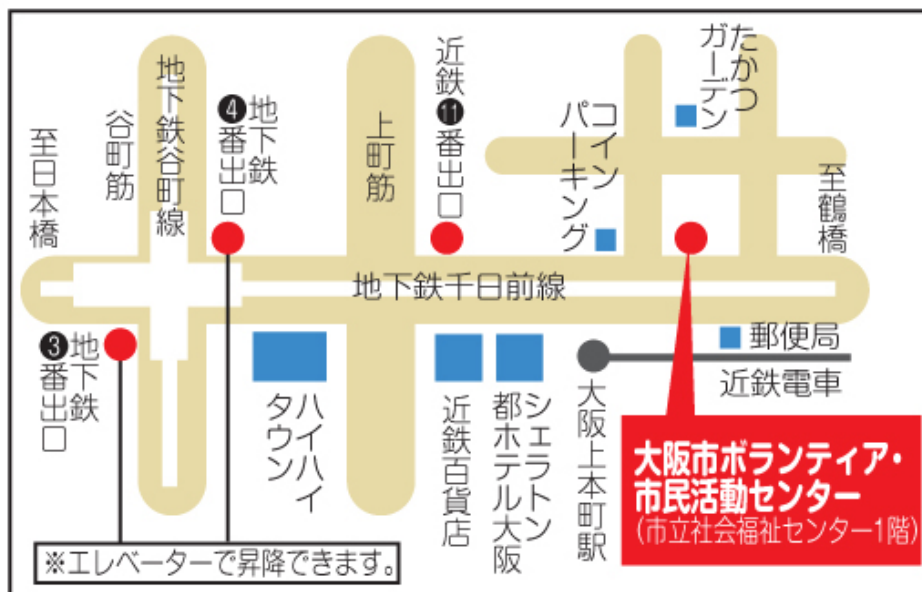 至日本橋
谷町筋
地下鉄谷町線
地下鉄
❹番出口
上町筋
近鉄⓫番出口
コイン
パーキング
たかつ
ガーデン
至鶴橋
地下鉄千日前線
地下鉄
❸番出口
ハイハイ
タウン
近鉄百貨店
シェラトン
都ホテル大阪
大阪上本町駅
郵便局
近鉄電車
大阪市ボランティア・
市民活動センター
(市立社会福祉センター1階)
※エレベーターで昇降できます。